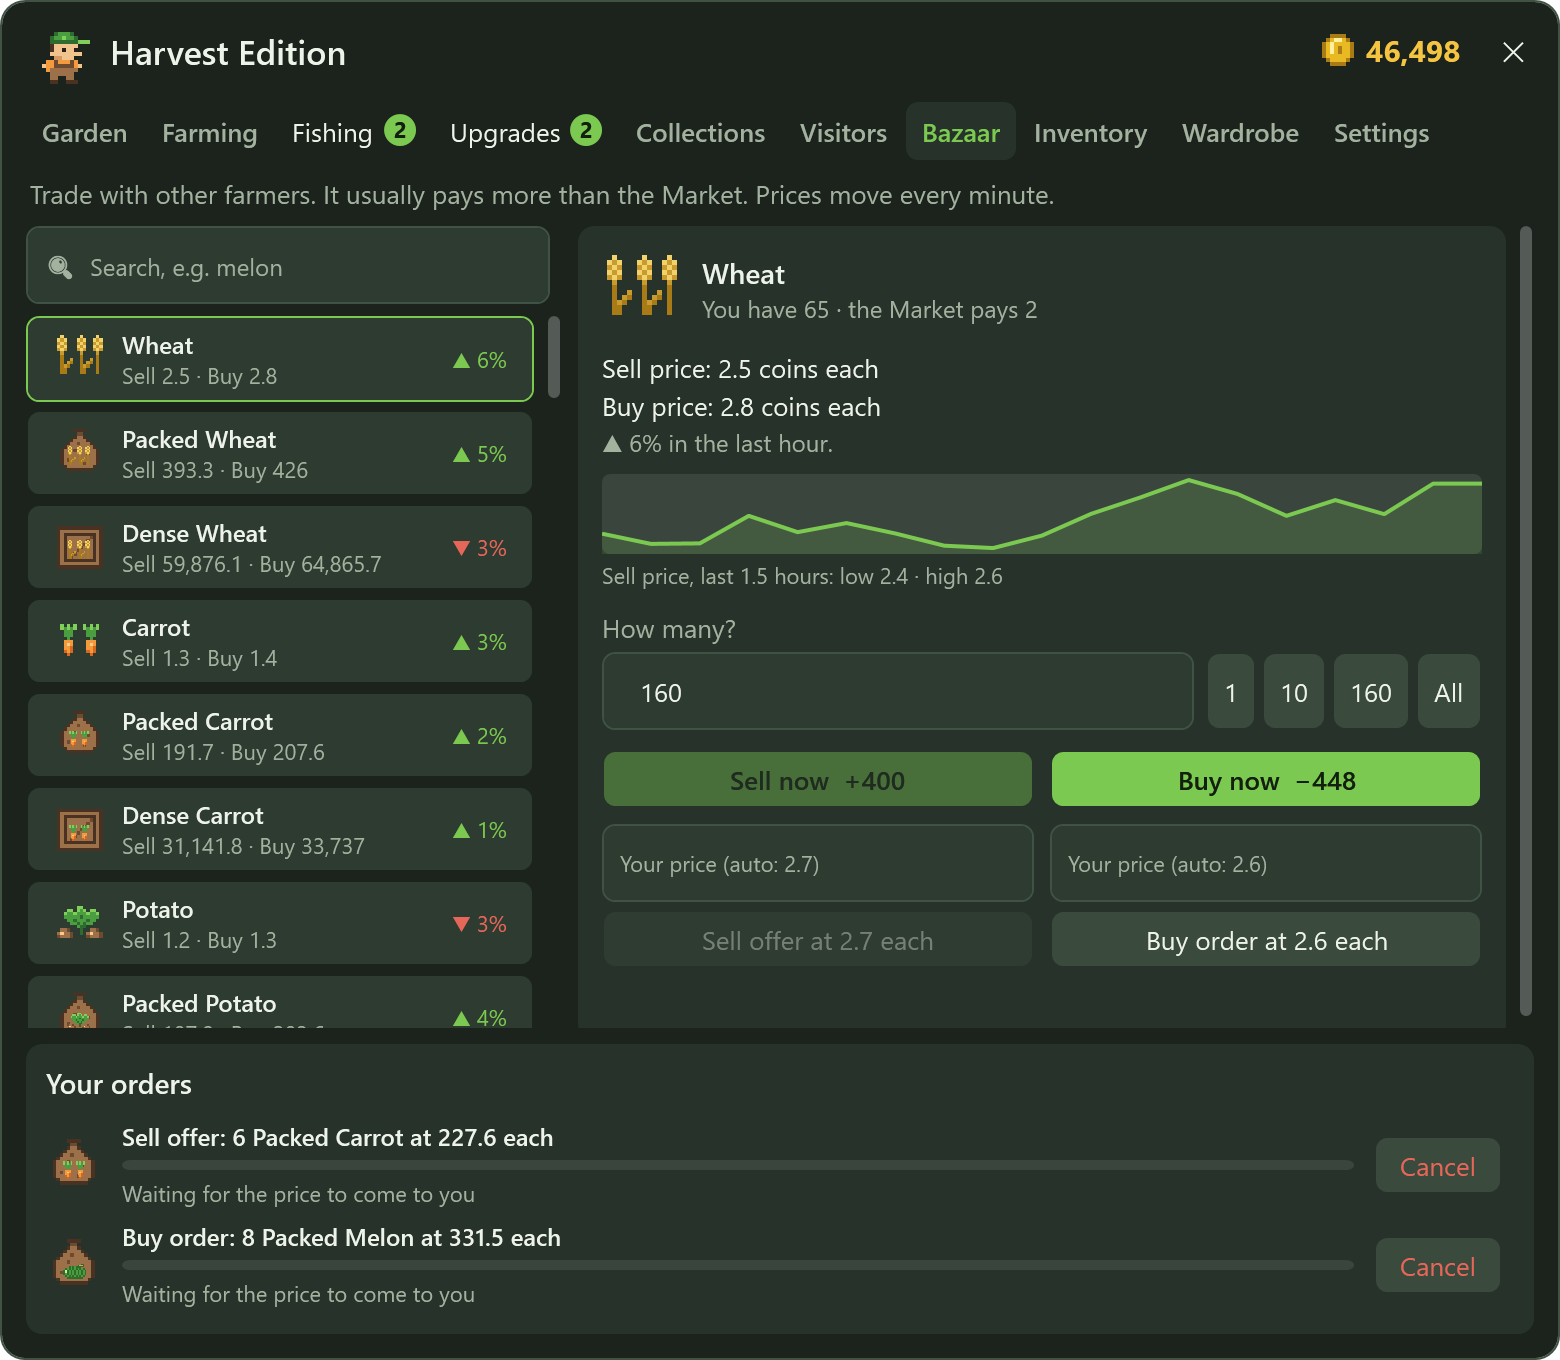 Harvest Edition
46,498
Garden Farming Fishing 2 Upgrades 2 Collections Visitors Bazaar Inventory Wardrobe Settings
Trade with other farmers. It usually pays more than the Market. Prices move every minute.
Search, e.g. melon
Wheat
Sell 2.5 · Buy 2.8
▲ 6%
Packed Wheat
Sell 393.3 · Buy 426
▲ 5%
Dense Wheat
Sell 59,876.1 · Buy 64,865.7
▼ 3%
Carrot
Sell 1.3 · Buy 1.4
▲ 3%
Packed Carrot
Sell 191.7 · Buy 207.6
▲ 2%
Dense Carrot
Sell 31,141.8 · Buy 33,737
▲ 1%
Potato
Sell 1.2 · Buy 1.3
▼ 3%
Packed Potato
▲ 4%
Wheat
You have 65 · the Market pays 2
Sell price: 2.5 coins each
Buy price: 2.8 coins each
▲ 6% in the last hour.
Sell price, last 1.5 hours: low 2.4 · high 2.6
How many?
160 1 10 160 All
Sell now +400 Buy now −448
Your price (auto: 2.7) Your price (auto: 2.6)
Sell offer at 2.7 each Buy order at 2.6 each
Your orders
Sell offer: 6 Packed Carrot at 227.6 each
Waiting for the price to come to you
Cancel
Buy order: 8 Packed Melon at 331.5 each
Waiting for the price to come to you
Cancel